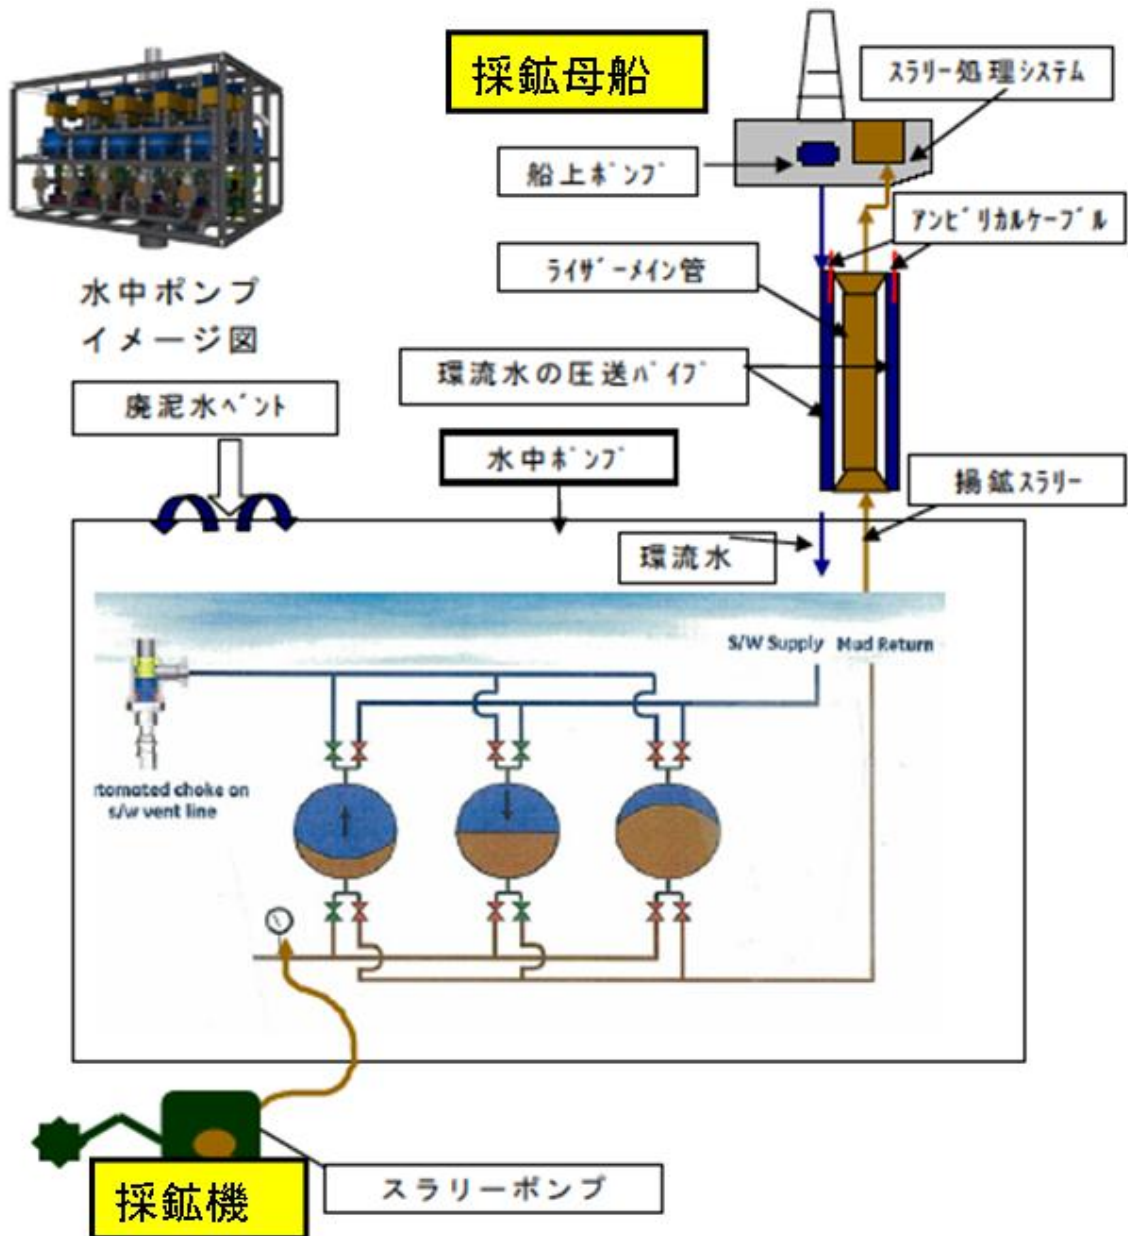 採鉱母船
スラリー処理システム
船上ポンプ
アンビリカルケーブル
ライザーメイン管
水中ポンプ
イメージ図
環流水の圧送パイプ
廃泥水ベント
水中ポンプ
揚鉱スラリー
環流水
S/W Supply Mud Return
tomated choke on
s/w vent line
スラリーポンプ
採鉱機